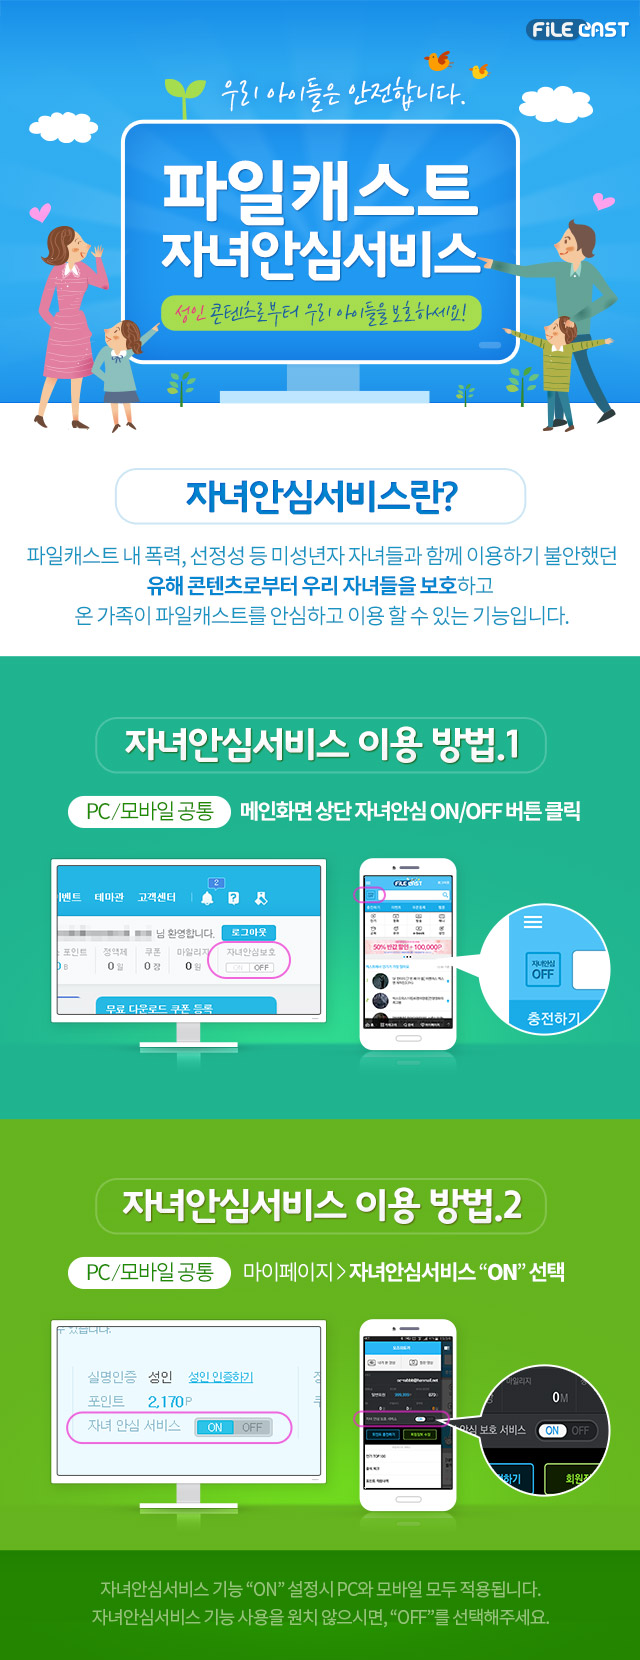 FILE CAST
우리 아이들은 안전합니다.
파일캐스트
자녀안심서비스
성인 콘텐츠로부터 우리 아이들을 보호하세요!
자녀안심서비스란?
파일캐스트 내 폭력, 선정성 등 미성년자 자녀들과 함께 이용하기 불안했던
유해 콘텐츠로부터 우리 자녀들을 보호하고
온 가족이 파일캐스트를 안심하고 이용 할 수 있는 기능입니다.
자녀안심서비스 이용 방법.1
PC/모바일 공통 메인화면 상단 자녀안심 ON/OFF 버튼 클릭
2
이벤트 테마관 고객센터
님 환영합니다. 로그아웃
포인트 정액제 쿠폰 마일리지 자녀안심보호
0일 0장 0 ON OFF
무료 다운로드 쿠폰 등록
FILE CAST
50% 반값 할인 + 100,000P
자녀안심
OFF
충전하기
자녀안심서비스 이용 방법.2
PC/모바일 공통 마이페이지 > 자녀안심서비스 “ON” 선택
수 있습니다.
실명인증 성인 성인 인증하기
포인트 2,170P
자녀 안심 서비스 ON OFF
마일리지
0M
안심 보호 서비스 ON OFF
자녀안심서비스 기능 “ON” 설정시 PC와 모바일 모두 적용됩니다.
자녀안심서비스 기능 사용을 원치 않으시면, “OFF”를 선택해주세요.